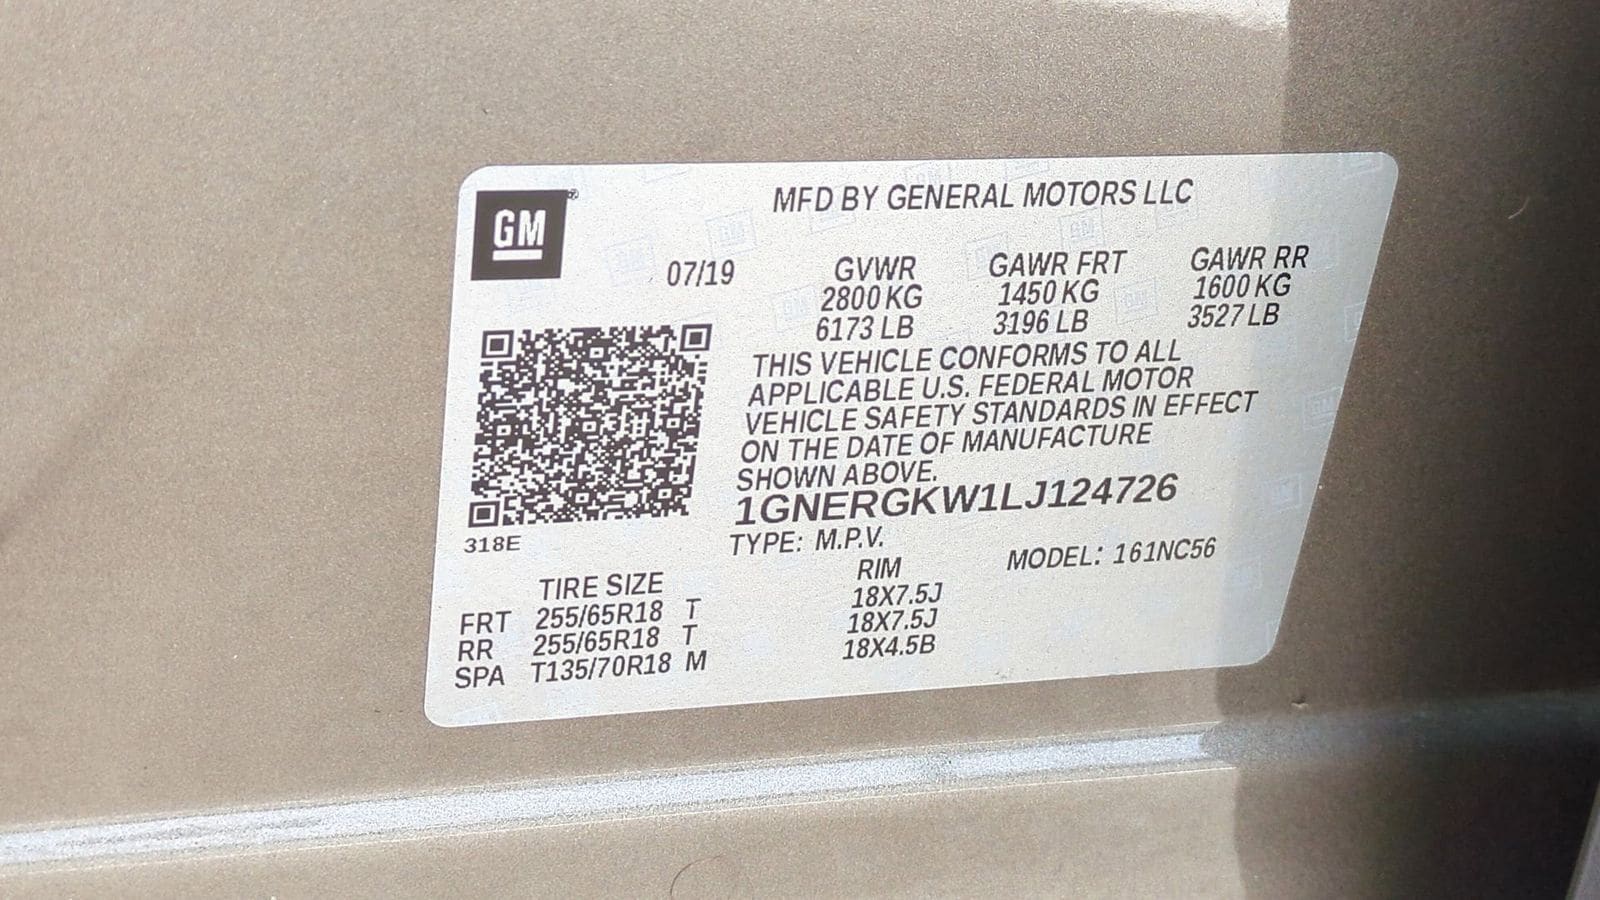 GM
MFD BY GENERAL MOTORS LLC
07/19
GVWR GAWR FRT GAWR RR
2800 KG 1450 KG 1600 KG
6173 LB 3196 LB 3527 LB
THIS VEHICLE CONFORMS TO ALL
APPLICABLE U.S. FEDERAL MOTOR
VEHICLE SAFETY STANDARDS IN EFFECT
ON THE DATE OF MANUFACTURE
SHOWN ABOVE.
1GNERGKW1LJ124726
318E
TYPE: M.P.V. MODEL: 161NC56
TIRE SIZE RIM
FRT 255/65R18 T 18X7.5J
RR 255/65R18 T 18X7.5J
SPA T135/70R18 M 18X4.5B